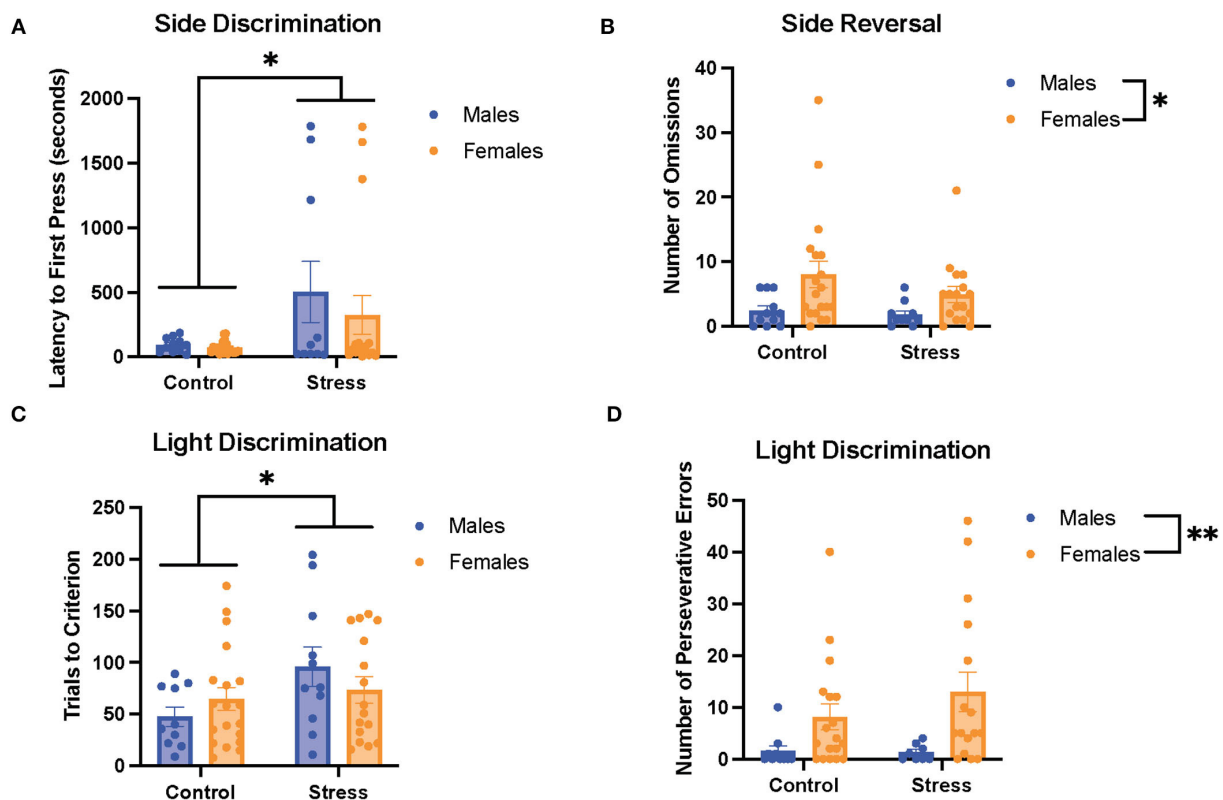 A
Side Discrimination
*
Latency to First Press (seconds)
2000
1500
1000
500
0
Control
Stress
Males
Females
B
Side Reversal
Number of Omissions
40
30
20
10
0
Control
Stress
Males
Females
*
C
Light Discrimination
*
Trials to Criterion
250
200
150
100
50
0
Control
Stress
Males
Females
D
Light Discrimination
Number of Perseverative Errors
50
40
30
20
10
0
Control
Stress
Males
Females
**